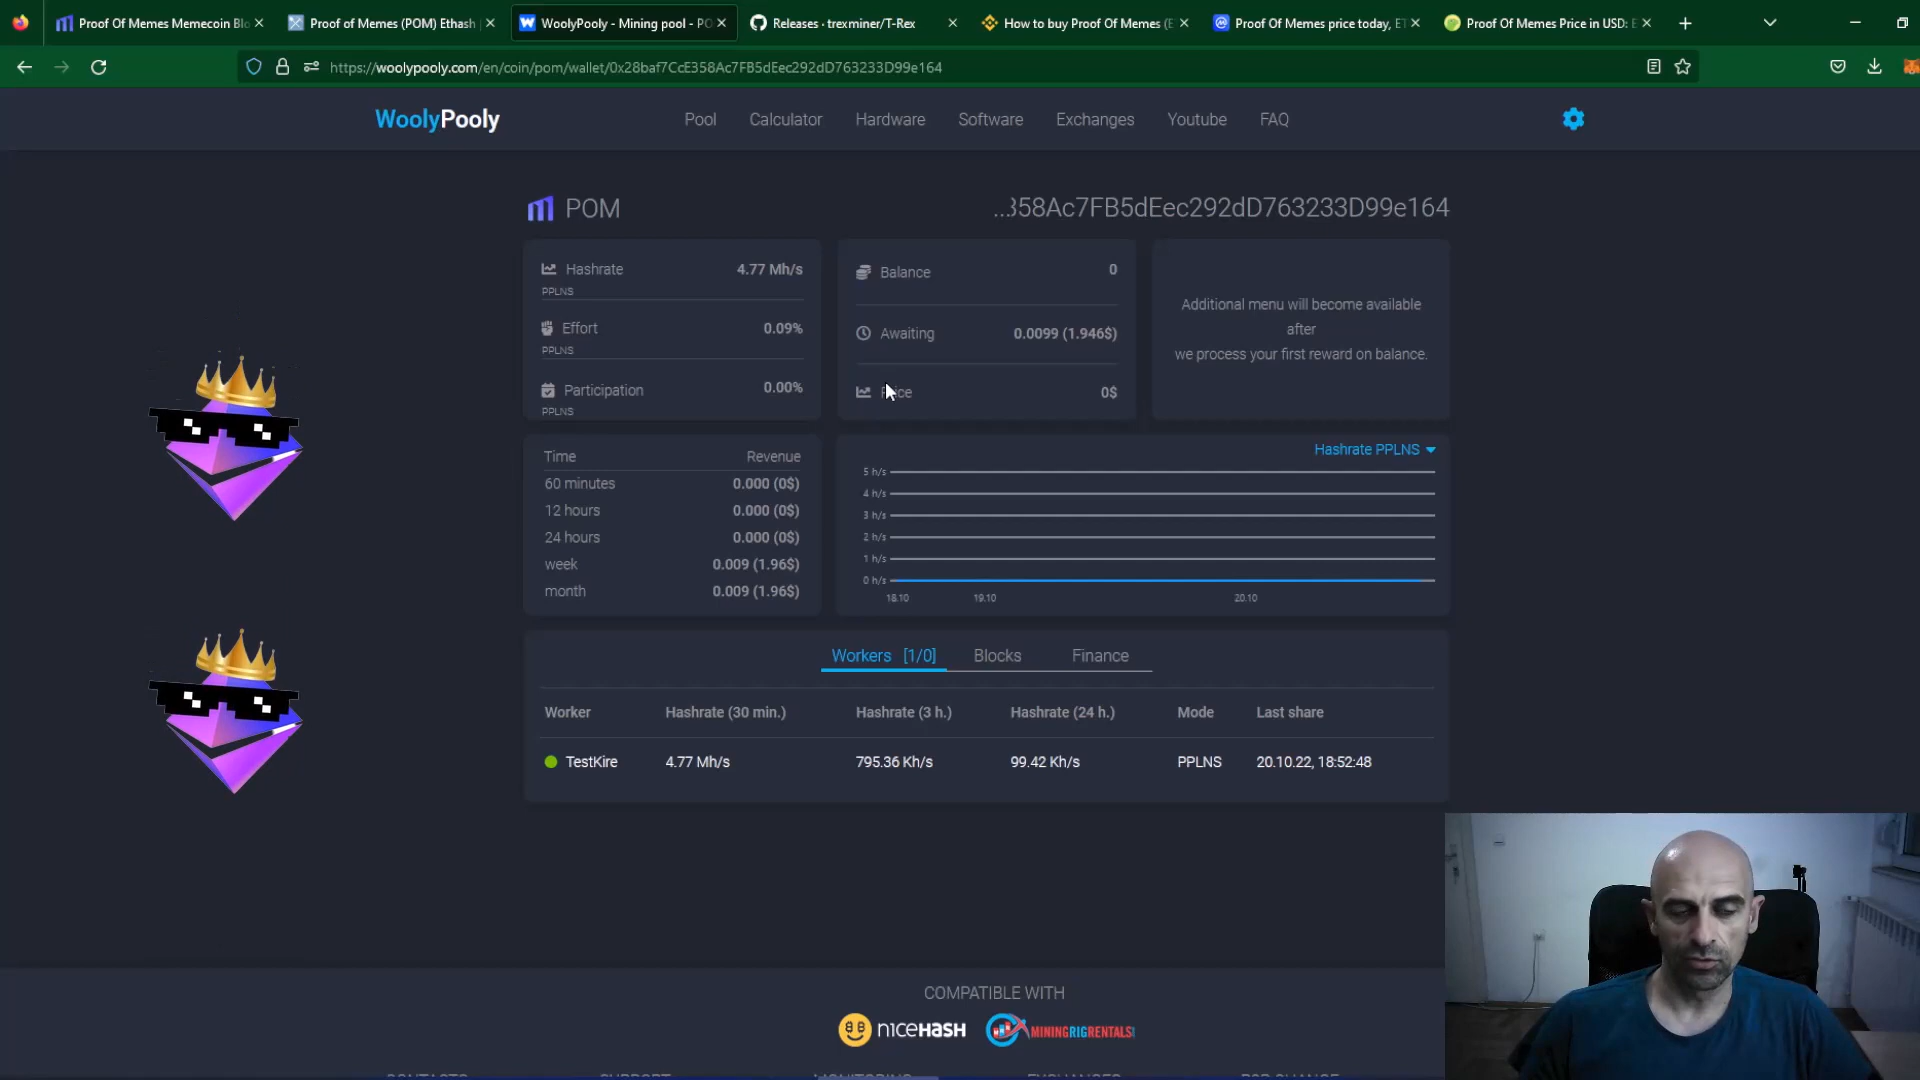 Proof of Memes Memecoin Blo
Proof of Memes (POM) Ethash
WoolyPooly - Mining pool - PO
Releases · trexminer/T-Rex
How to buy Proof Of Memes (E
Proof Of Memes price today, ET
Proof Of Memes Price in USD: E
https://woolypooly.com/en/coin/pom/wallet/0x28baf7CcE358Ac7FB5dEec292dD763233D99e164
WoolyPooly
Pool
Calculator
Hardware
Software
Exchanges
Youtube
FAQ
POM
...358Ac7FB5dEec292dD763233D99e164
Hashrate 4.77 Mh/s
PPLNS
Effort 0.09%
PPLNS
Participation 0.00%
PPLNS
Balance 0
Awaiting 0.0099 (1.946$)
Price 0$
Additional menu will become available
after
we process your first reward on balance.
Time Revenue
60 minutes 0.000 (0$)
12 hours 0.000 (0$)
24 hours 0.000 (0$)
week 0.009 (1.96$)
month 0.009 (1.96$)
Hashrate PPLNS
5 h/s
4 h/s
3 h/s
2 h/s
1 h/s
0 h/s
18.10 19.10 20.10
Workers [1/0] Blocks Finance
Worker Hashrate (30 min.) Hashrate (3 h.) Hashrate (24 h.) Mode Last share
TestKire 4.77 Mh/s 795.36 Kh/s 99.42 Kh/s PPLNS 20.10.22, 18:52:48
COMPATIBLE WITH
NICEHASH
MININGRIGRENTALS
CONTACTS SUPPORT MONITORING EXCHANGES